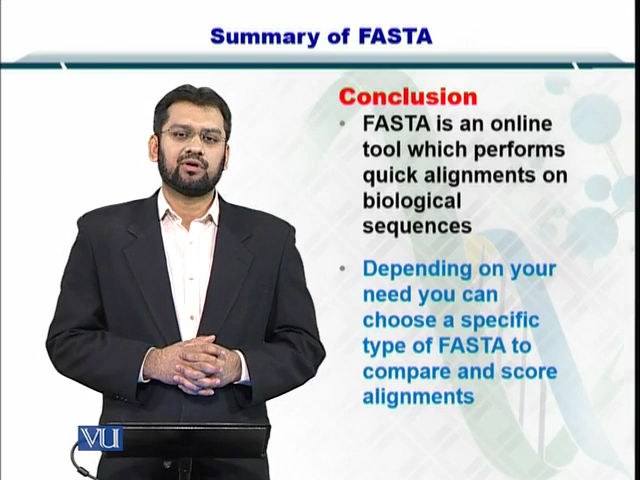 Summary of FASTA
Conclusion
• FASTA is an online
tool which performs
quick alignments on
biological
sequences
• Depending on your
need you can
choose a specific
type of FASTA to
compare and score
alignments
VU